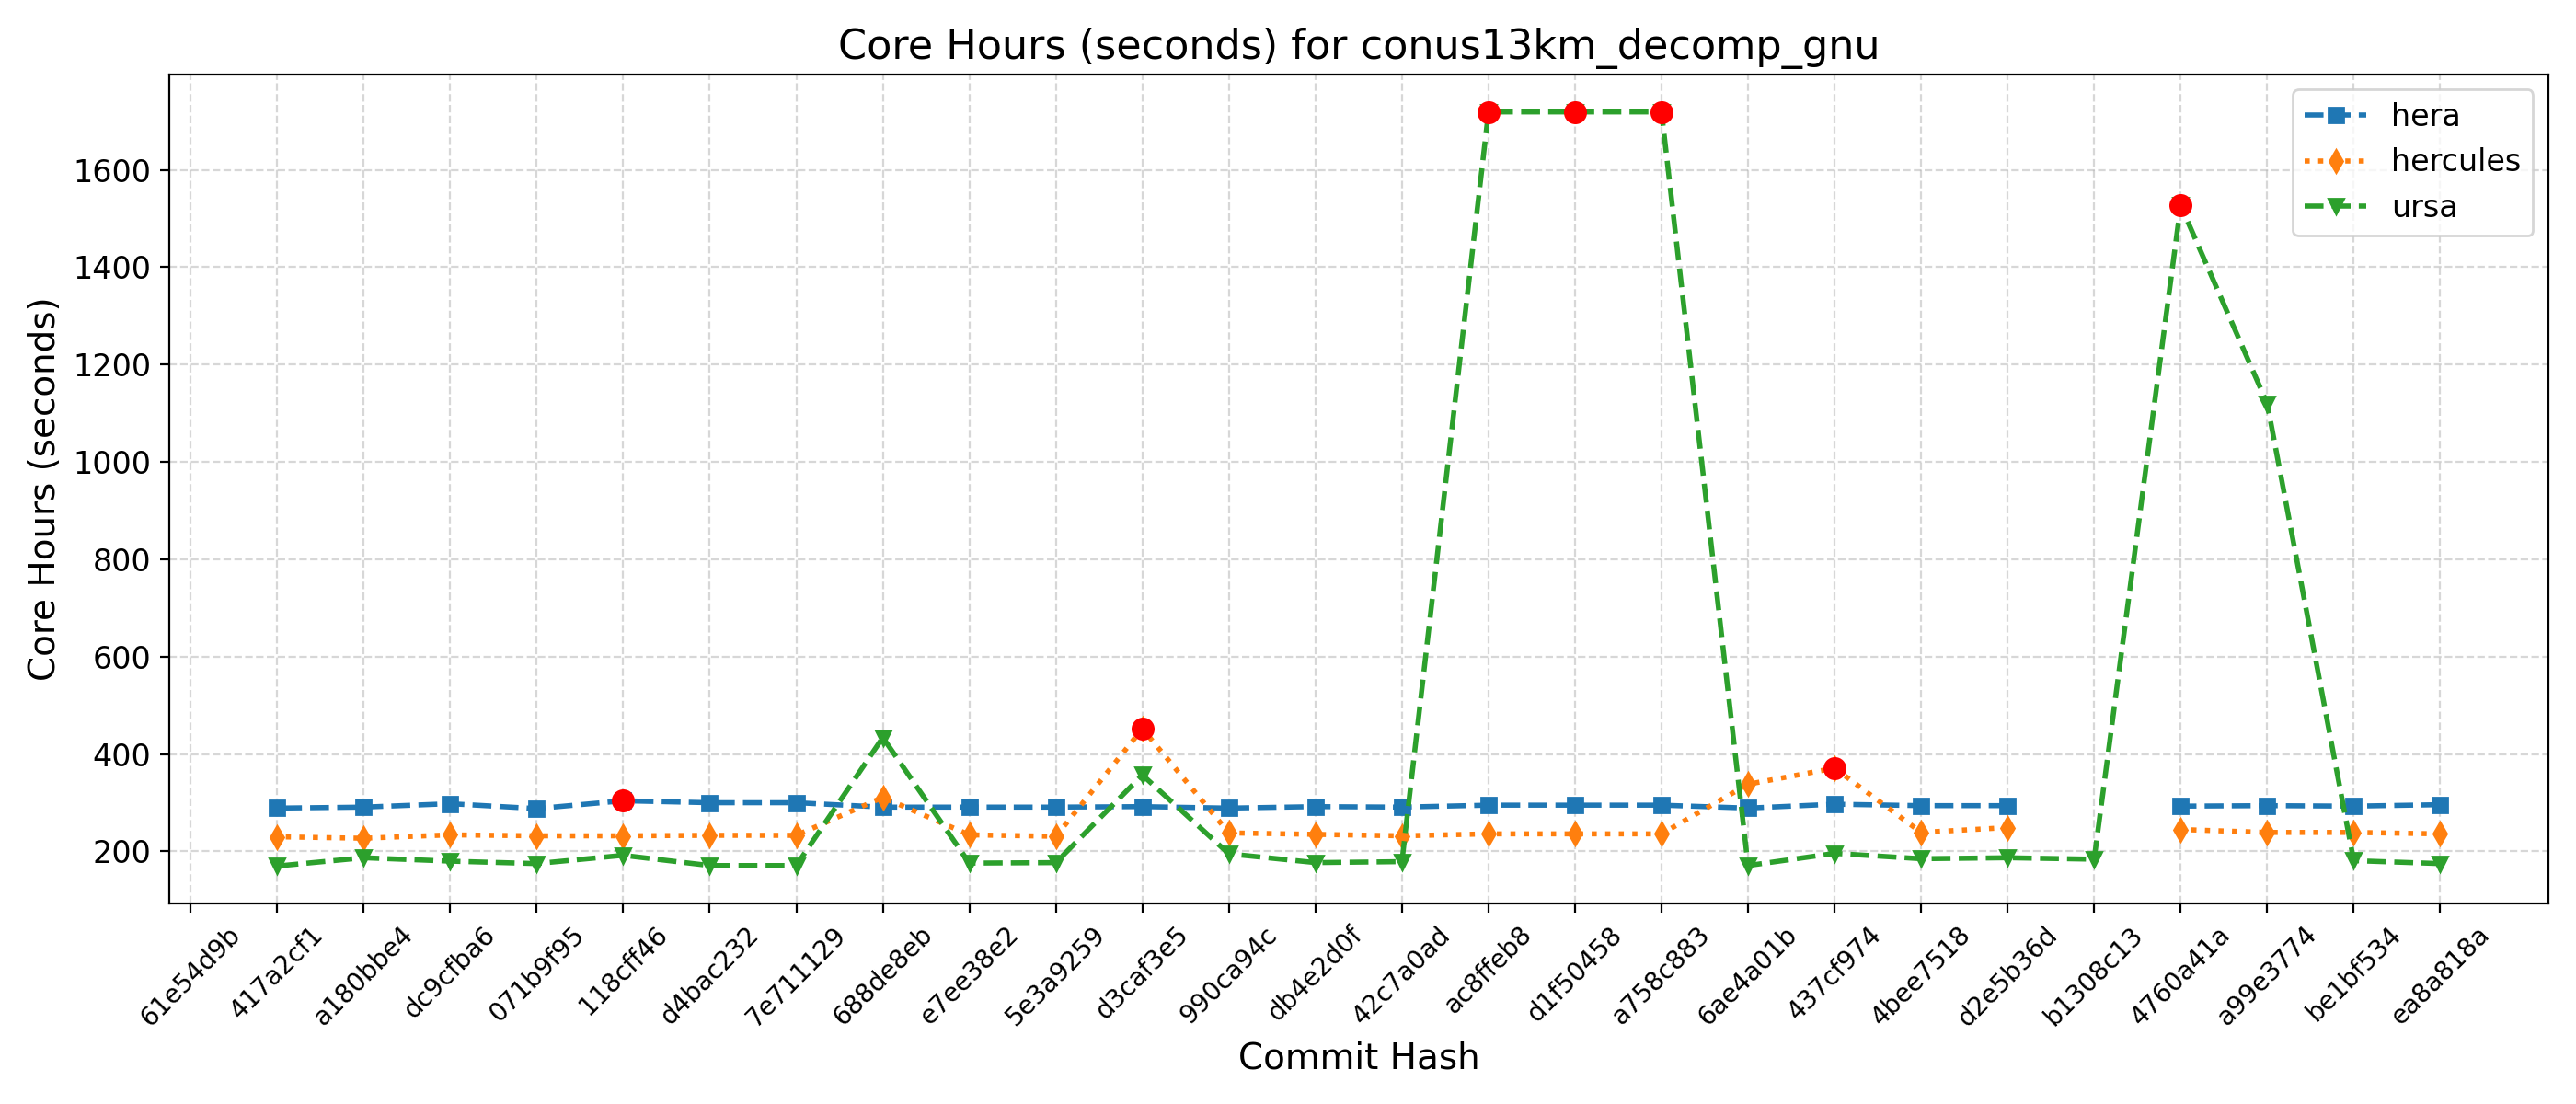 Core Hours (seconds) for conus13km_decomp_gnu
hera
hercules
ursa
Core Hours (seconds)
1600
1400
1200
1000
800
600
400
200
61e54d9b
417a2cf1
a180bbe4
dc9cfba6
071b9f95
118cff46
d4bac232
7e711129
688de8eb
e7ee38e2
5e3a9259
d3caf3e5
990ca94c
db4e2d0f
42c7a0ad
ac8ffeb8
d1f50458
a758c883
6ae4a01b
437cf974
4bee7518
d2e5b36d
b1308c13
4760a41a
a99e3774
be1bf534
ea8a818a
Commit Hash